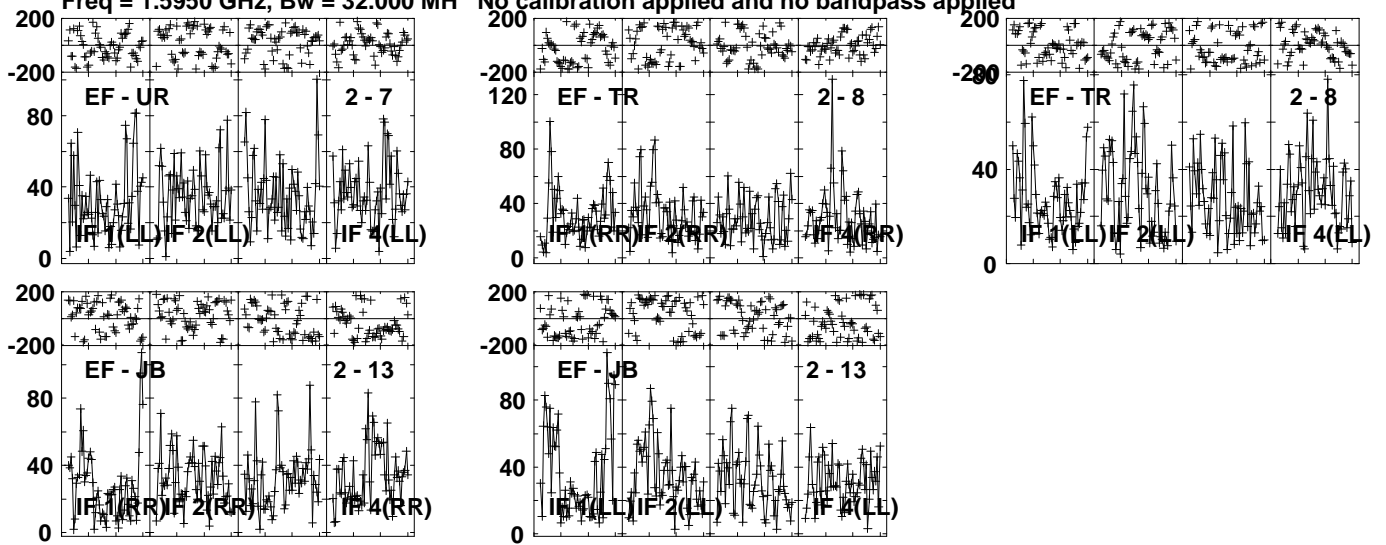 Freq = 1.5950 GHz, Bw = 32.000 MH No calibration applied and no bandpass applied
200
-200
EF - UR 2 - 7
80
40
0
IF 1(LL) IF 2(LL) IF 4(LL)
200
-200
120
EF - TR 2 - 8
80
40
0
IF 1(RR) IF 2(RR) IF 4(RR)
200
-200
80
EF - TR 2 - 8
40
0
IF 1(LL) IF 2(LL) IF 4(LL)
200
-200
EF - JB 2 - 13
80
40
0
IF 1(RR) IF 2(RR) IF 4(RR)
200
-200
EF - JB 2 - 13
80
40
0
IF 1(LL) IF 2(LL) IF 4(LL)